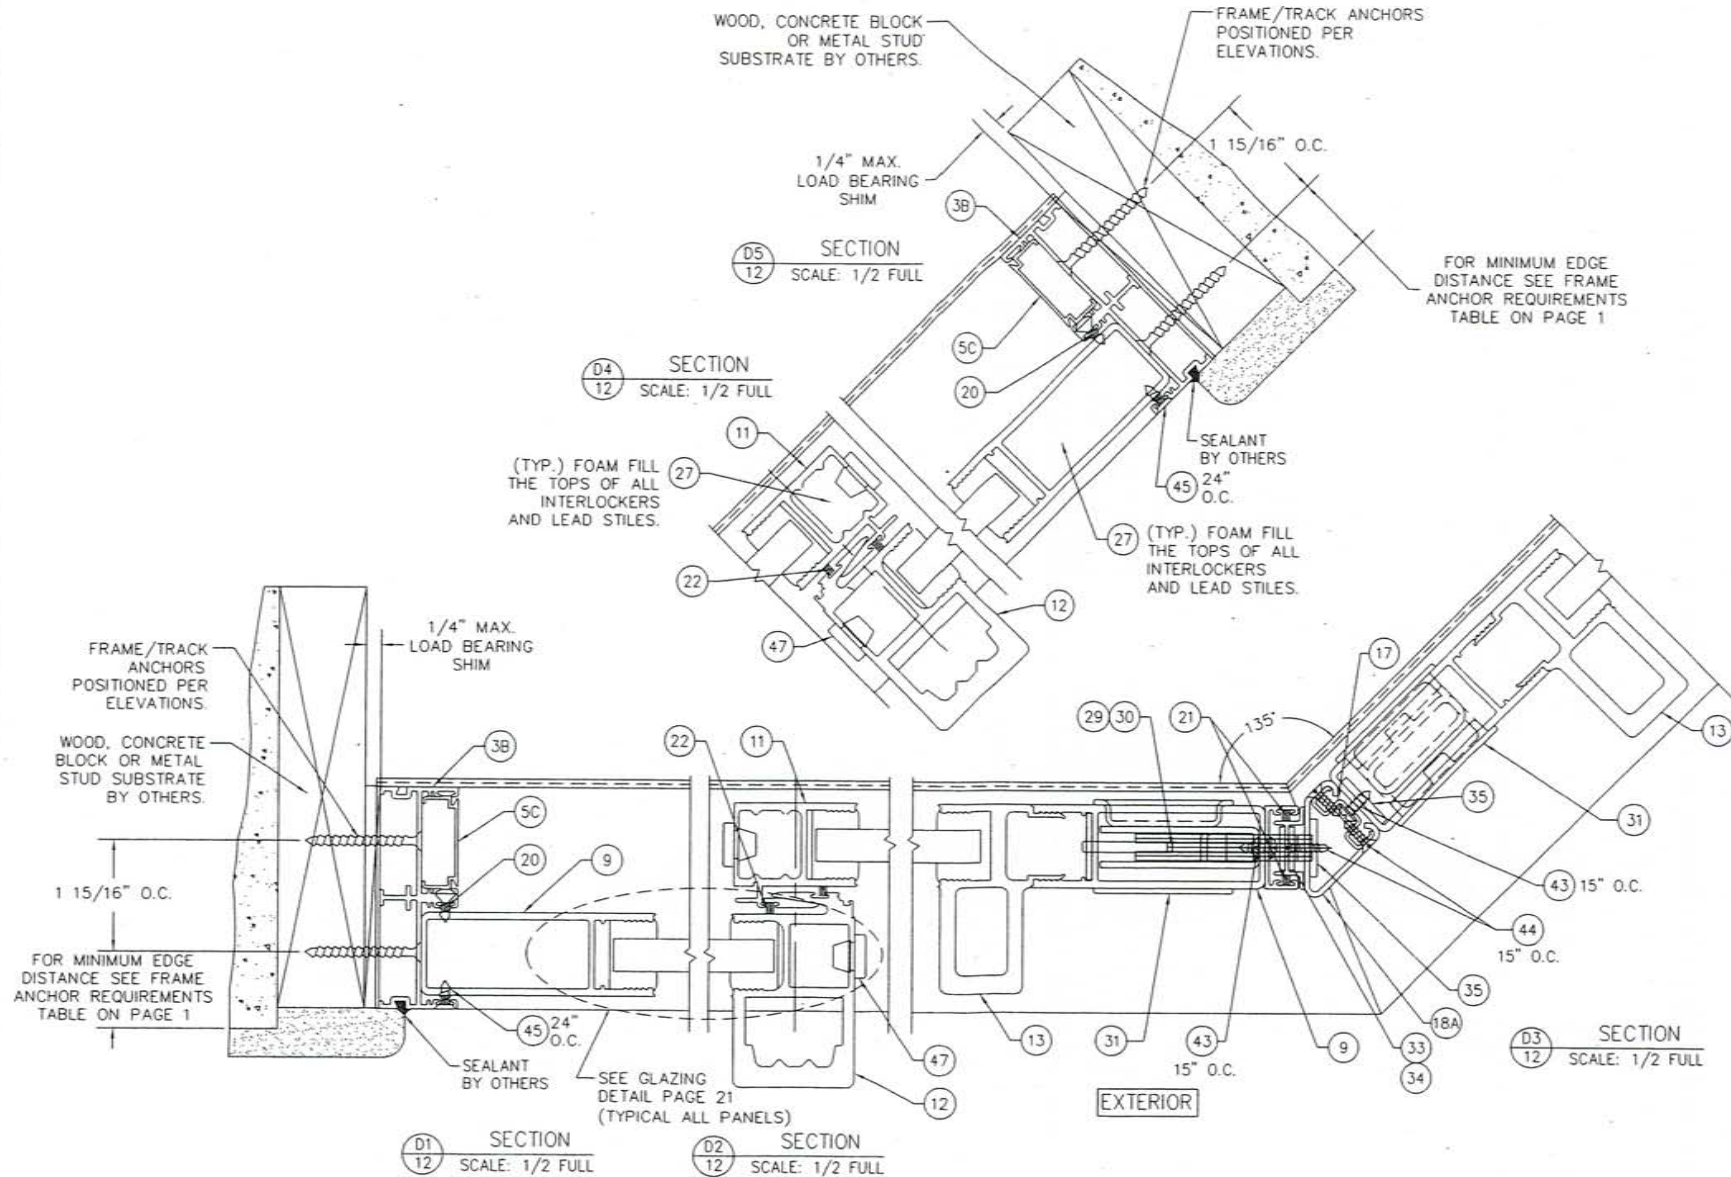 WOOD, CONCRETE BLOCK
OR METAL STUD
SUBSTRATE BY OTHERS.
FRAME/TRACK ANCHORS
POSITIONED PER
ELEVATIONS.
1 15/16" O.C.
1/4" MAX.
LOAD BEARING
SHIM
3B
D5
12
SECTION
SCALE: 1/2 FULL
FOR MINIMUM EDGE
DISTANCE SEE FRAME
ANCHOR REQUIREMENTS
TABLE ON PAGE 1
5C
D4
12
SECTION
SCALE: 1/2 FULL
20
11
SEALANT
BY OTHERS
45 24"
O.C.
(TYP.) FOAM FILL
THE TOPS OF ALL
INTERLOCKERS
AND LEAD STILES.
27
27
(TYP.) FOAM FILL
THE TOPS OF ALL
INTERLOCKERS
AND LEAD STILES.
22
12
47
FRAME/TRACK
ANCHORS
POSITIONED PER
ELEVATIONS.
1/4" MAX.
LOAD BEARING
SHIM
17
WOOD, CONCRETE
BLOCK OR METAL
STUD SUBSTRATE
BY OTHERS.
3B
22
11
29 30
21
135°
13
5C
35
31
20
9
1 15/16" O.C.
43 15" O.C.
44
15" O.C.
FOR MINIMUM EDGE
DISTANCE SEE FRAME
ANCHOR REQUIREMENTS
TABLE ON PAGE 1
35
45 24"
O.C.
18A
13
31
43
15" O.C.
9
33
34
D3
12
SECTION
SCALE: 1/2 FULL
47
SEALANT
BY OTHERS
SEE GLAZING
DETAIL PAGE 21
(TYPICAL ALL PANELS)
12
EXTERIOR
D1
12
SECTION
SCALE: 1/2 FULL
D2
12
SECTION
SCALE: 1/2 FULL